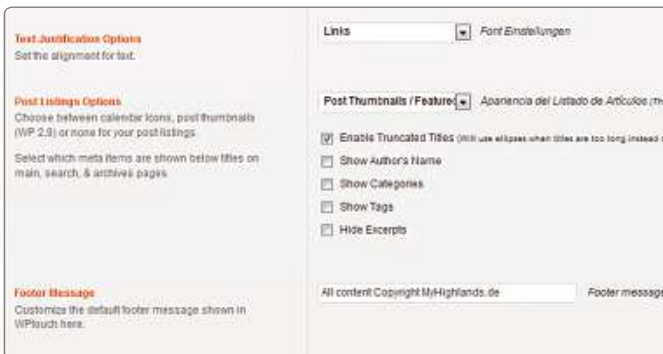 Text Justification Options
Set the alignment for text.
Links
Font Einstellungen
Post Listings Options
Choose between calendar Icons, post thumbnails
(WP 2.9) or none for your post listings.
Select which meta items are shown below titles on
main, search, & archives pages.
Post Thumbnails / Feature
Apariencia del Listado de Artículos
Enable Truncated Titles (Will use ellipses when titles are too long instead
Show Author's Name
Show Categories
Show Tags
Hide Excerpts
Footer Message
Customize the default footer message shown in
WPtouch here.
All content Copyright MyHighlands.de
Footer message